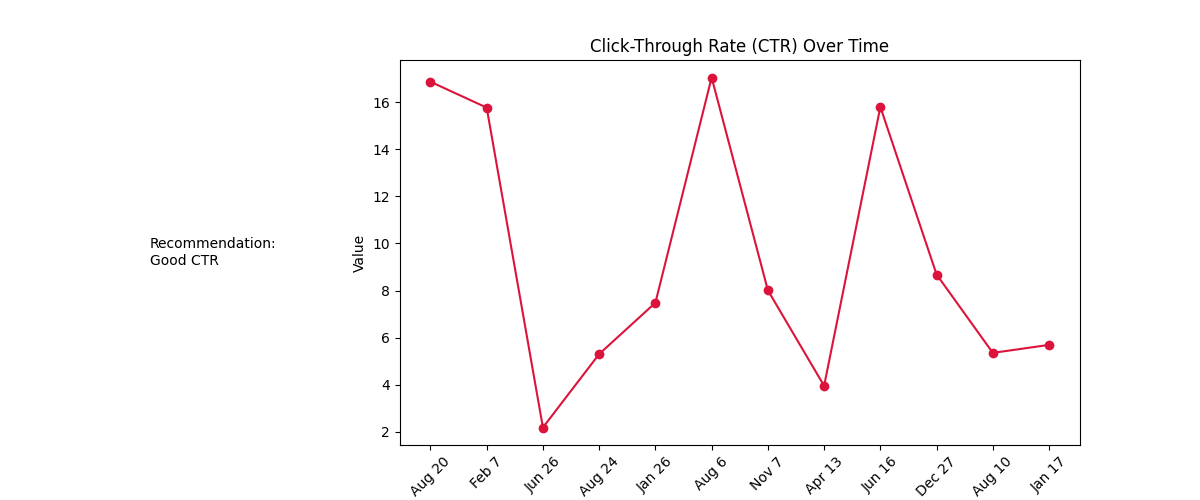 Click-Through Rate (CTR) Over Time
Recommendation:
Good CTR
Value
16
14
12
10
8
6
4
2
Aug 20
Feb 7
Jun 26
Aug 24
Jan 26
Aug 6
Nov 7
Apr 13
Jun 16
Dec 27
Aug 10
Jan 17